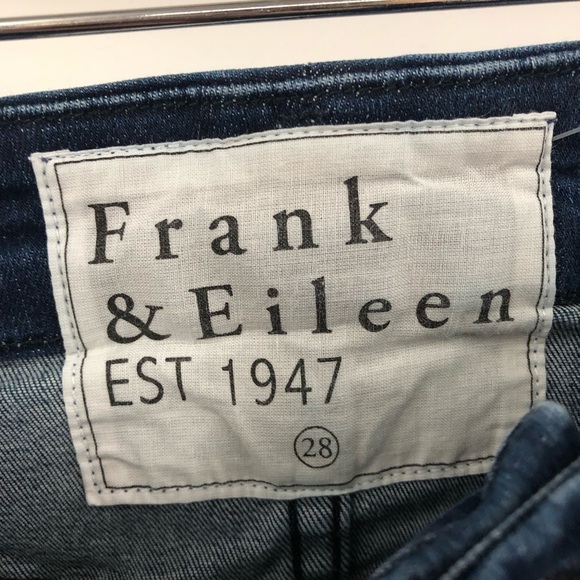 Frank
& Eileen
EST 1947
28